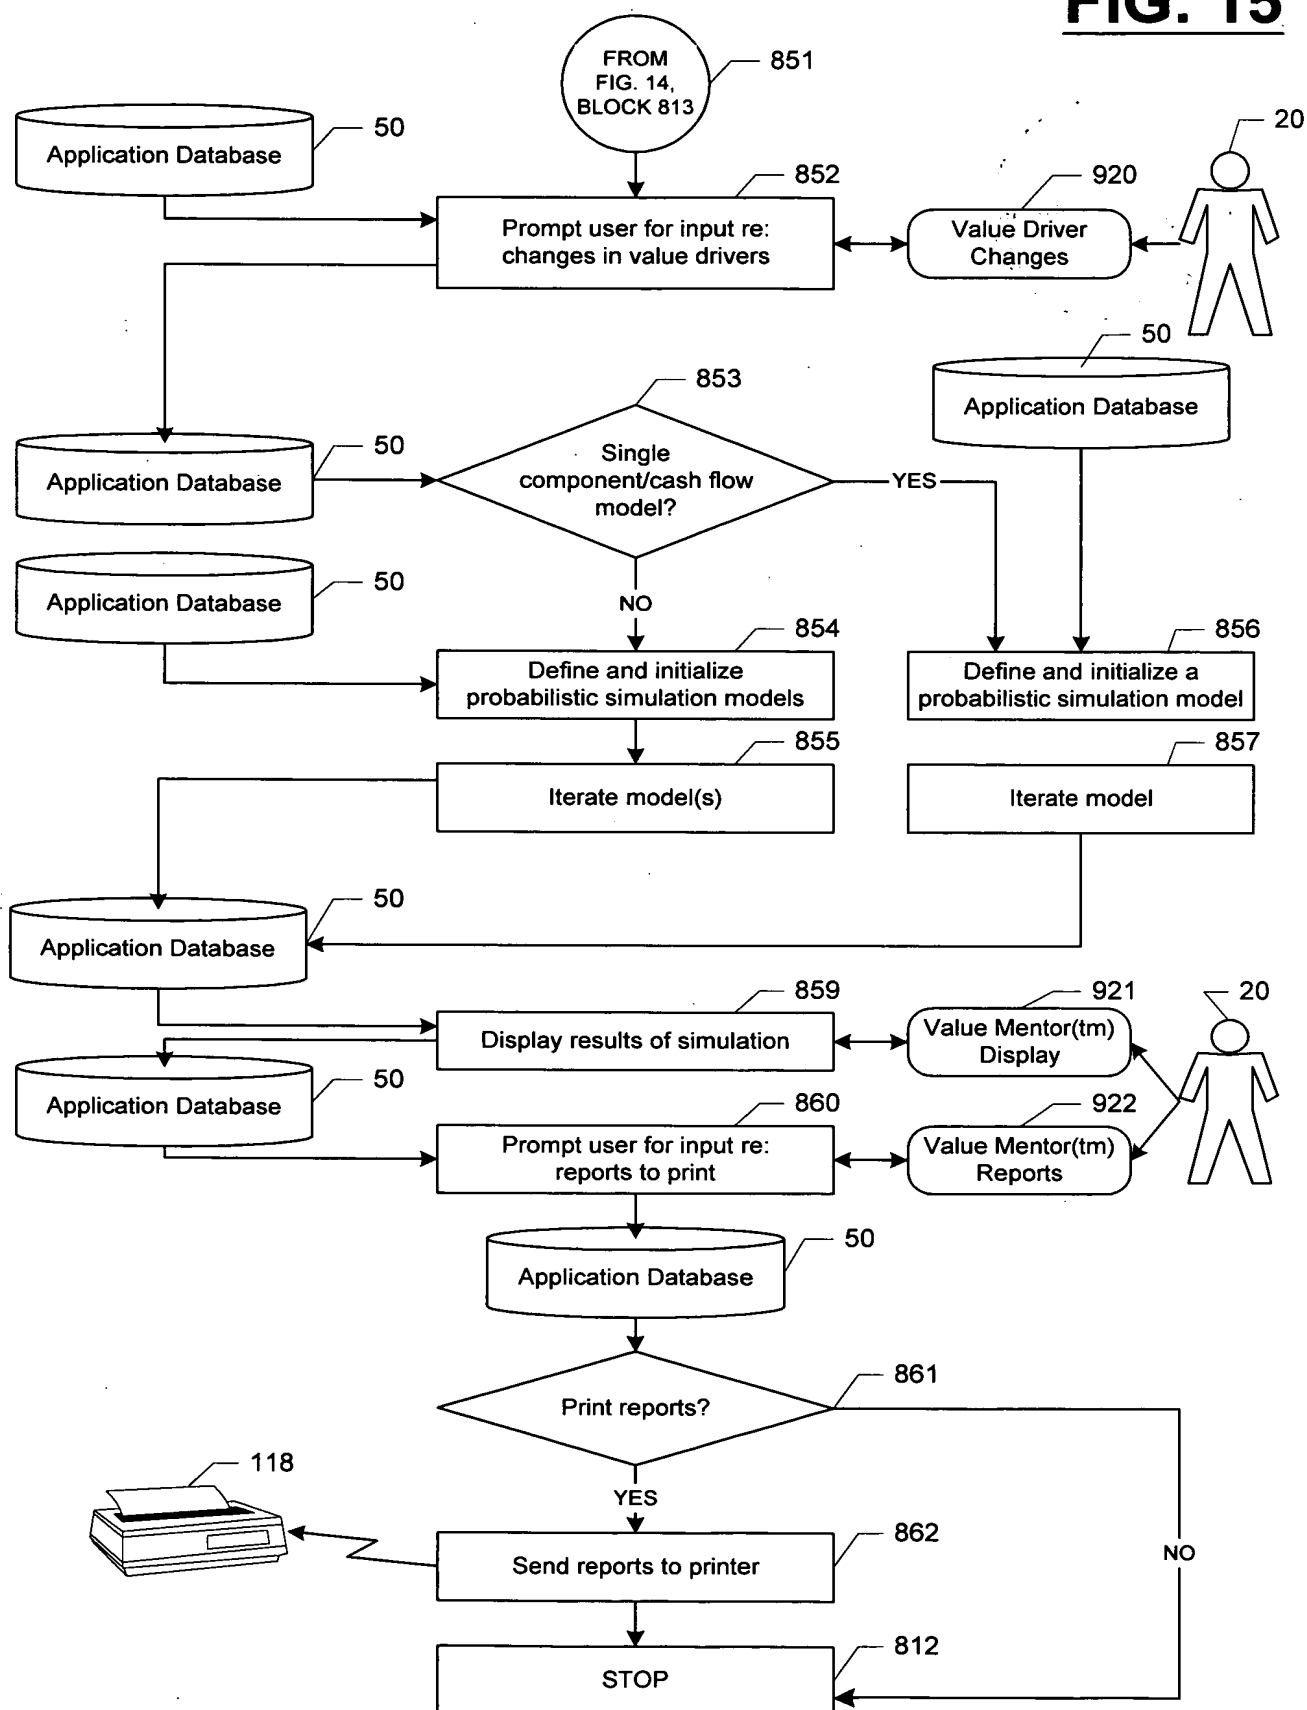 FIG. 15
FROM
FIG. 14,
BLOCK 813
851
Application Database
50
20
852
Prompt user for input re:
changes in value drivers
920
Value Driver
Changes
50
Application Database
853
Single
component/cash flow
model?
YES
50
Application Database
50
Application Database
NO
854
Define and initialize
probabilistic simulation models
856
Define and initialize a
probabilistic simulation model
855
Iterate model(s)
857
Iterate model
50
Application Database
859
Display results of simulation
921
Value Mentor(tm)
Display
20
50
Application Database
860
Prompt user for input re:
reports to print
922
Value Mentor(tm)
Reports
50
Application Database
861
Print reports?
118
YES
862
Send reports to printer
NO
812
STOP